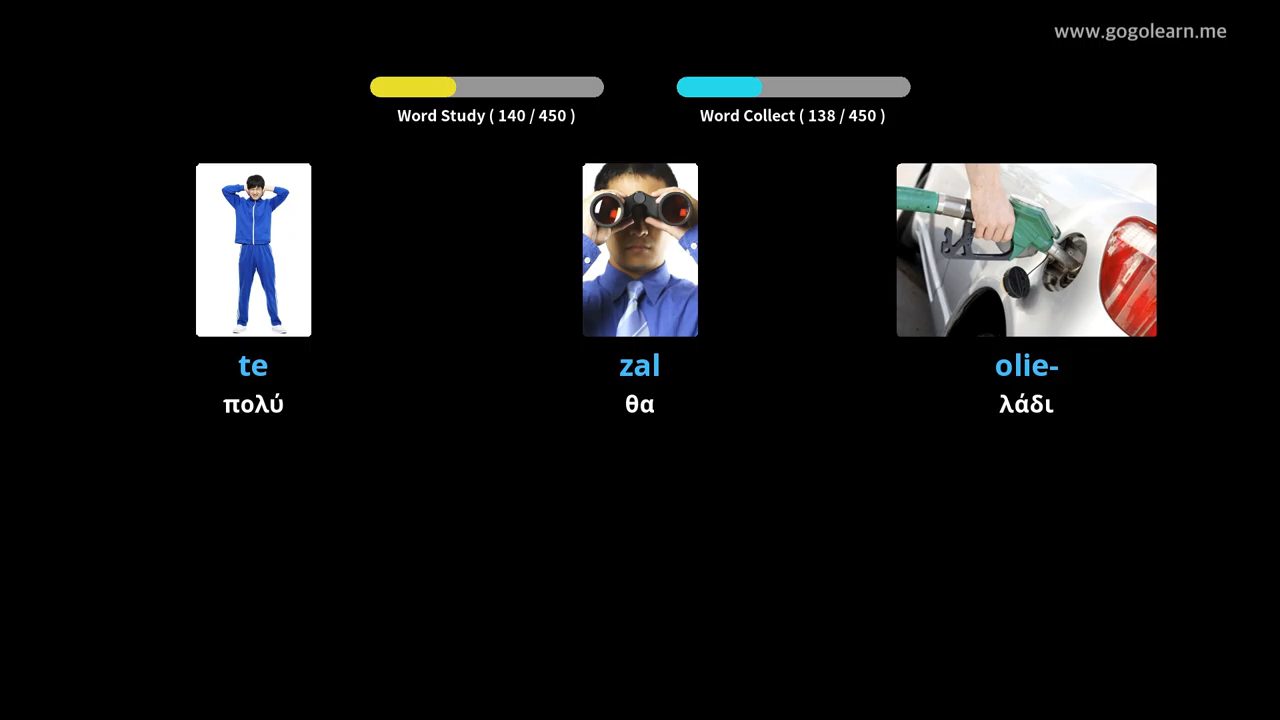 www.gogolearn.me
Word Study ( 140 / 450 )
Word Collect ( 138 / 450 )
te
πολύ
zal
θα
olie-
λάδι